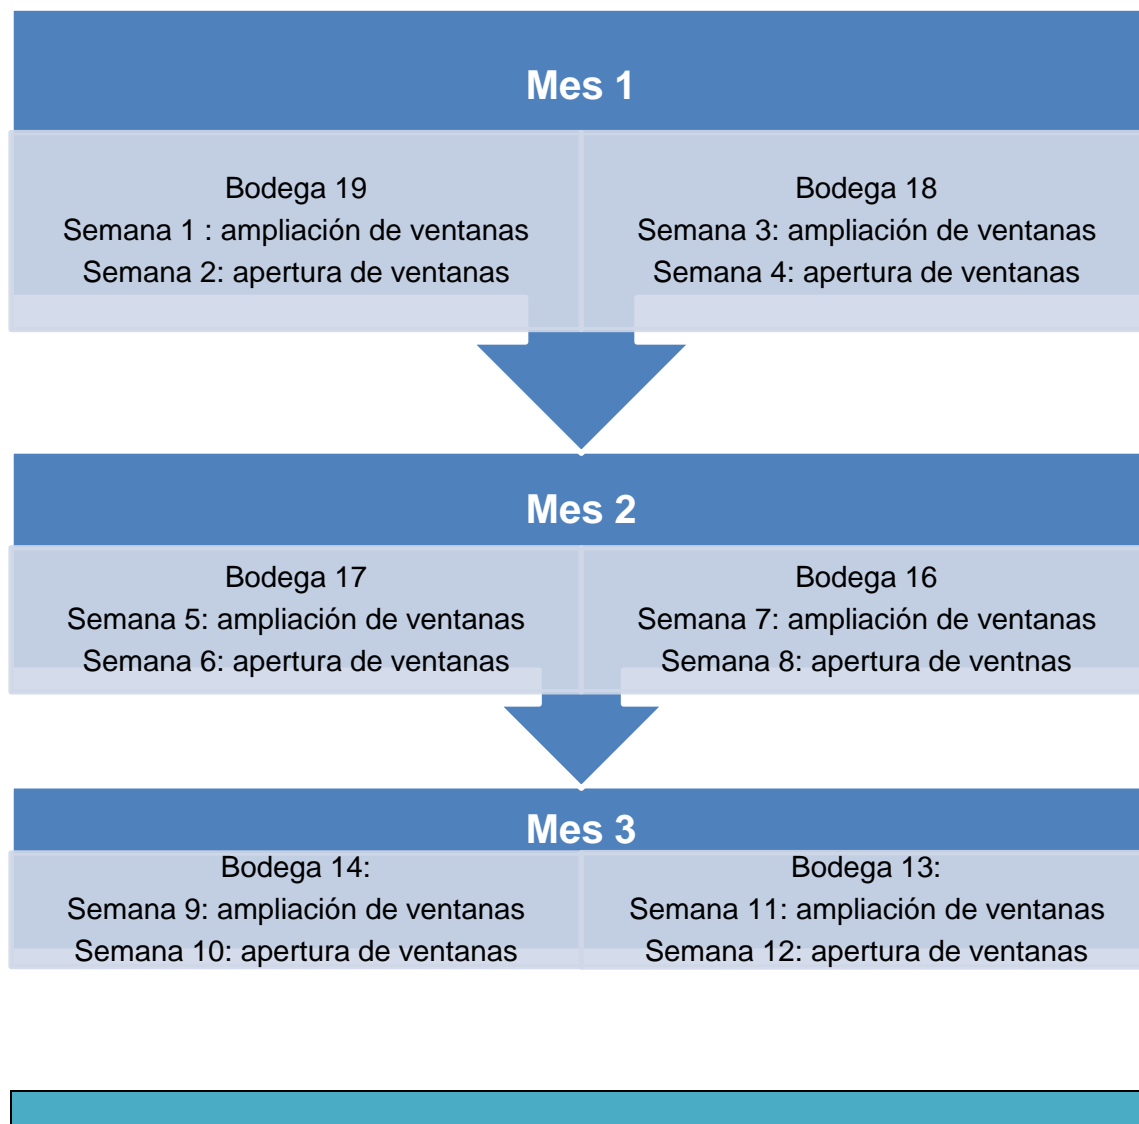 Mes 1
Bodega 19
Semana 1 : ampliación de ventanas
Semana 2: apertura de ventanas
Bodega 18
Semana 3: ampliación de ventanas
Semana 4: apertura de ventanas
Mes 2
Bodega 17
Semana 5: ampliación de ventanas
Semana 6: apertura de ventanas
Bodega 16
Semana 7: ampliación de ventanas
Semana 8: apertura de ventnas
Mes 3
Bodega 14:
Semana 9: ampliación de ventanas
Semana 10: apertura de ventanas
Bodega 13:
Semana 11: ampliación de ventanas
Semana 12: apertura de ventanas